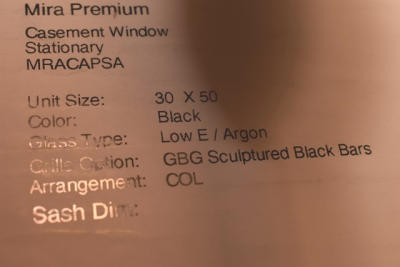 Mira Premium
Casement Window
Stationary
MRACAPSA
Unit Size: 30 X 50
Color: Black
Glass Type: Low E / Argon
Grille Option: GBG Sculptured Black Bars
Arrangement: COL
Sash Dim: